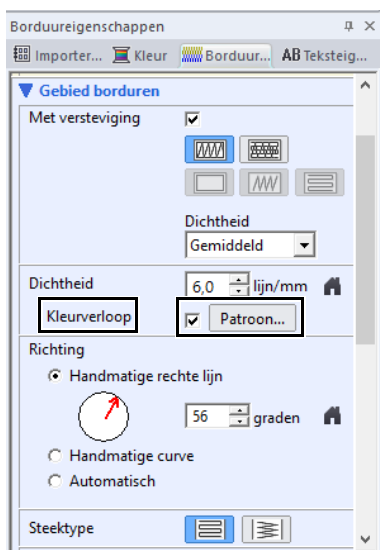 Borduureigenschappen
Importer... Kleur Borduur... AB Teksteig...
Gebied borduren
Met versteviging
Dichtheid
Gemiddeld
Dichtheid 6,0 lijn/mm
Kleurverloop Patroon...
Richting
Handmatige rechte lijn
56 graden
Handmatige curve
Automatisch
Steektype